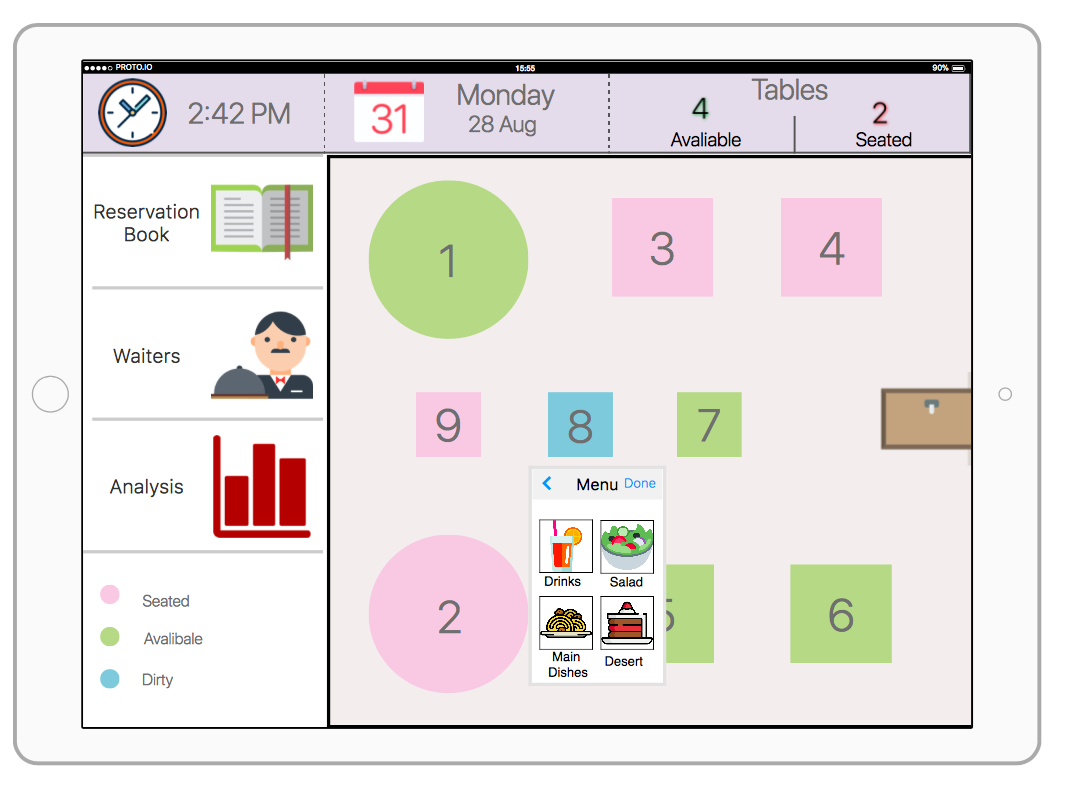 PROTO.IO
15:55
90%
2:42 PM
31
Monday
28 Aug
Tables
4
Avaliable
2
Seated
Reservation
Book
Waiters
Analysis
Seated
Avalibale
Dirty
1
3
4
9
8
7
2
5
6
Menu
Done
Drinks
Salad
Main
Dishes
Desert